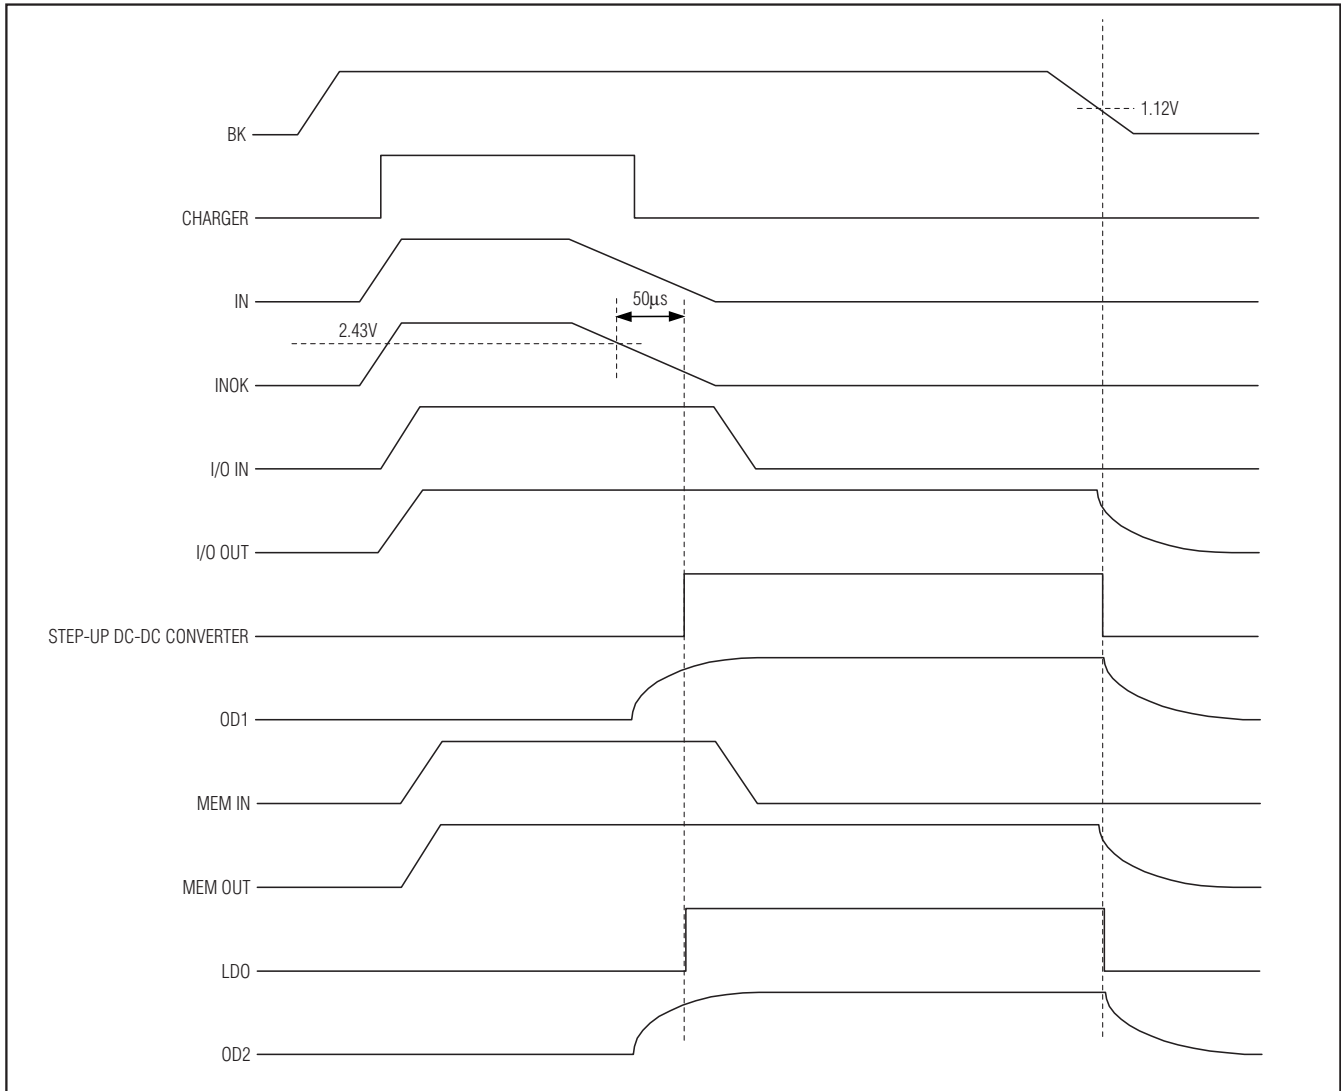 BK
1.12V
CHARGER
IN
50μs
2.43V
INOK
I/O IN
I/O OUT
STEP-UP DC-DC CONVERTER
OD1
MEM IN
MEM OUT
LDO
OD2